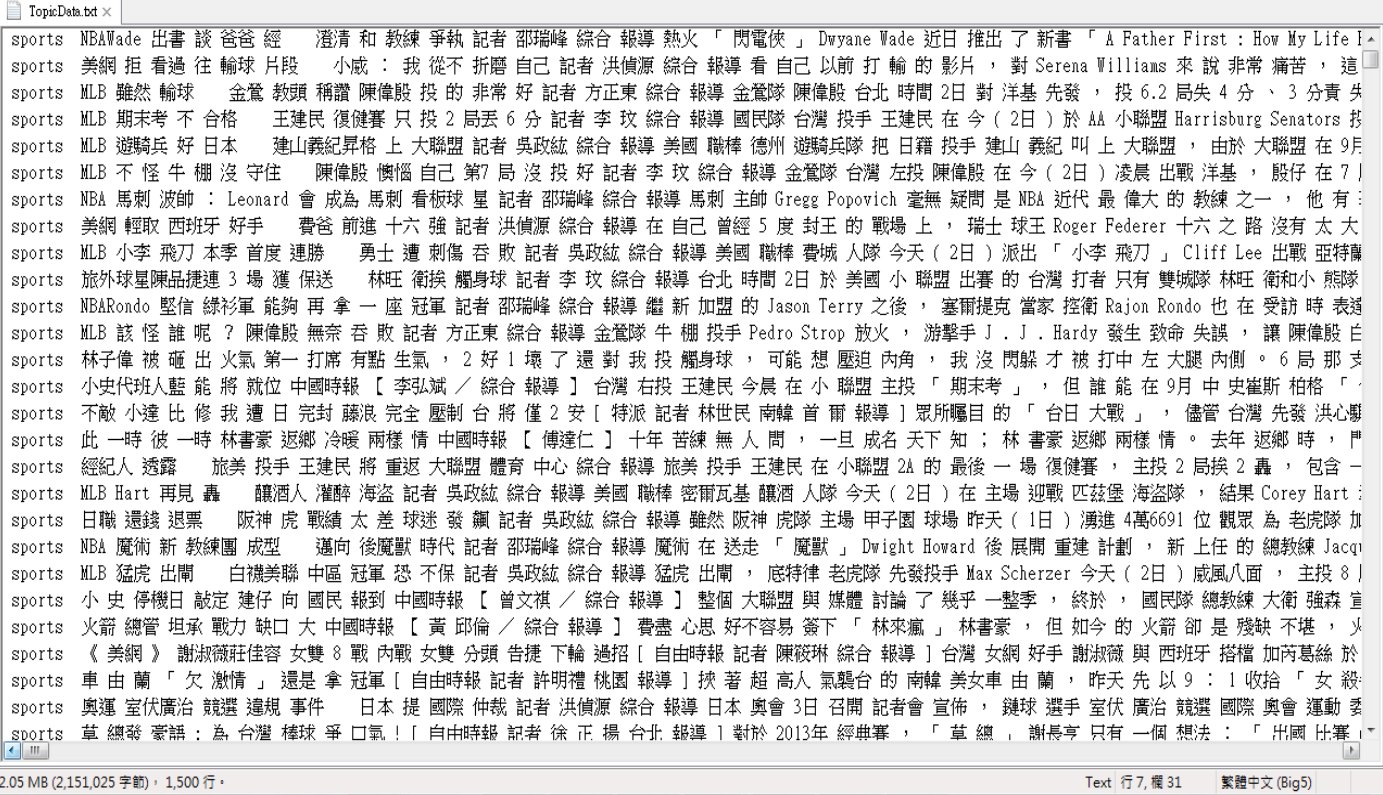 TopicData.txt
sports NBAWade 出書 談 爸爸 經 澄清 和 教練 爭執 記者 邵瑞峰 綜合 報導 熱火 「 閃電俠 」 Dwyane Wade 近日 推出 了 新書 「 A Father First : How My Life
sports 美網 拒 看過 往 輸球 片段 小威 : 我 從不 折磨 自己 記者 洪偵源 綜合 報導 看 自己 以前 打 輸 的 影片 , 對 Serena Williams 來 說 非常 痛苦 , 這
sports MLB 雖然 輸球 金鶯 教頭 稱讚 陳偉殷 投 的 非常 好 記者 方正東 綜合 報導 金鶯隊 陳偉殷 台北 時間 2日 對 洋基 先發 , 投 6.2 局失 4 分 、 3 分責 失
sports MLB 期末考 不 合格 王建民 復健賽 只 投 2 局丟 6 分 記者 李 玟 綜合 報導 國民隊 台灣 投手 王建民 在 今 ( 2日 ) 於 AA 小聯盟 Harrisburg Senators 投
sports MLB 遊騎兵 好 日本 建山義紀昇格 上 大聯盟 記者 吳政紘 綜合 報導 美國 職棒 德州 遊騎兵隊 把 日籍 投手 建山 義紀 叫 上 大聯盟 , 由於 大聯盟 在 9月
sports MLB 不 怪 牛 棚 沒 守住 陳偉殷 懊惱 自己 第7 局 沒 投 好 記者 李 玟 綜合 報導 金鶯隊 台灣 左投 陳偉殷 在 今 ( 2日 ) 凌晨 出戰 洋基 , 殷仔 在 7
sports NBA 馬刺 波帥 : Leonard 會 成為 馬刺 看板球 星 記者 邵瑞峰 綜合 報導 馬刺 主帥 Gregg Popovich 毫無 疑問 是 NBA 近代 最 偉大 的 教練 之一 , 他 有
sports 美網 輕取 西班牙 好手 費爸 前進 十六 強 記者 洪偵源 綜合 報導 在 自己 曾經 5 度 封王 的 戰場 上 , 瑞士 球王 Roger Federer 十六 之 路 沒有 太 大
sports MLB 小李 飛刀 本季 首度 連勝 勇士 遭 刺傷 吞 敗 記者 吳政紘 綜合 報導 美國 職棒 費城 人隊 今天 ( 2日 ) 派出 「 小李 飛刀 」 Cliff Lee 出戰 亞特蘭
sports 旅外球星陳品捷連 3 場 獲 保送 林旺 衛挨 觸身球 記者 李 玟 綜合 報導 台北 時間 2日 於 美國 小 聯盟 出賽 的 台灣 打者 只有 雙城隊 林旺 衛和小 熊隊
sports NBARondo 堅信 綠衫軍 能夠 再 拿 一 座 冠軍 記者 邵瑞峰 綜合 報導 繼 新 加盟 的 Jason Terry 之後 , 塞爾提克 當家 控衛 Rajon Rondo 也 在 受訪 時 表達
sports MLB 該 怪 誰 呢 ? 陳偉殷 無奈 吞 敗 記者 方正東 綜合 報導 金鶯隊 牛 棚 投手 Pedro Strop 放火 , 游擊手 J . J . Hardy 發生 致命 失誤 , 讓 陳偉殷 白
sports 林子偉 被 砸 出 火氣 第一 打席 有點 生氣 , 2 好 1 壞 了 還 對 我 投 觸身球 , 可能 想 壓迫 內角 , 我 沒 閃躲 才 被 打中 左 大腿 內側 。 6 局 那 支
sports 小史代班人藍 能 將 就位 中國時報 【 李弘斌 / 綜合 報導 】 台灣 右投 王建民 今晨 在 小 聯盟 主投 「 期末考 」 , 但 誰 能 在 9月 中 史崔斯 柏格 「
sports 不敵 小達 比 修 我 遭 日 完封 藤浪 完全 壓制 台 將 僅 2 安 [ 特派 記者 林世民 南韓 首 爾 報導 ] 眾所矚目 的 「 台日 大戰 」 , 儘管 台灣 先發 洪心
sports 此 一時 彼 一時 林書豪 返鄉 冷暖 兩樣 情 中國時報 【 傅達仁 】 十年 苦練 無 人 問 , 一旦 成名 天下 知 ; 林 書豪 返鄉 兩樣 情 。 去年 返鄉 時 , 門
sports 經紀人 透露 旅美 投手 王建民 將 重返 大聯盟 體育 中心 綜合 報導 旅美 投手 王建民 在 小聯盟 2A 的 最後 一 場 復健賽 , 主投 2 局挨 2 轟 , 包含 一
sports MLB Hart 再見 轟 釀酒人 灌醉 海盜 記者 吳政紘 綜合 報導 美國 職棒 密爾瓦基 釀酒 人隊 今天 ( 2日 ) 在 主場 迎戰 匹茲堡 海盜隊 , 結果 Corey Hart
sports 日職 還錢 退票 阪神 虎 戰績 太 差 球迷 發 飆 記者 吳政紘 綜合 報導 雖然 阪神 虎隊 主場 甲子園 球場 昨天 ( 1日 ) 湧進 4萬6691 位 觀眾 為 老虎隊 加
sports NBA 魔術 新 教練團 成型 邁向 後魔獸 時代 記者 邵瑞峰 綜合 報導 魔術 在 送走 「 魔獸 」 Dwight Howard 後 展開 重建 計劃 , 新 上任 的 總教練 Jacqu
sports MLB 猛虎 出閘 白襪美聯 中區 冠軍 恐 不保 記者 吳政紘 綜合 報導 猛虎 出閘 , 底特律 老虎隊 先發投手 Max Scherzer 今天 ( 2日 ) 威風八面 , 主投 8
sports 小 史 停機日 敲定 建仔 向 國民 報到 中國時報 【 曾文祺 / 綜合 報導 】 整個 大聯盟 與 媒體 討論 了 幾乎 一整季 , 終於 , 國民隊 總教練 大衛 強森 宣
sports 火箭 總管 坦承 戰力 缺口 大 中國時報 【 黃 邱倫 / 綜合 報導 】 費盡 心思 好不容易 簽下 「 林來瘋 」 林書豪 , 但 如今 的 火箭 卻 是 殘缺 不堪 , 火
sports 《 美網 》 謝淑薇莊佳容 女雙 8 戰 內戰 女雙 分頭 告捷 下輪 過招 [ 自由時報 記者 陳筱琳 綜合 報導 ] 台灣 女網 好手 謝淑薇 與 西班牙 搭檔 加芮葛絲 於
sports 車 由 蘭 「 欠 激情 」 還是 拿 冠軍 [ 自由時報 記者 許明禮 桃園 報導 ] 挾 著 超 高人 氣襲台 的 南韓 美女車 由 蘭 , 昨天 先 以 9 : 1 收拾 「 女 殺
sports 奧運 室伏廣治 競選 違規 事件 日本 提 國際 仲裁 記者 洪偵源 綜合 報導 日本 奧會 3日 召開 記者會 宣佈 , 鏈球 選手 室伏 廣治 競選 國際 奧會 運動 委
sports 草 總發 豪語 : 為 台灣 棒球 爭 口氣 ! [ 自由時報 記者 徐 正 揚 台北 報導 ] 對於 2013年 經典賽 , 「 草 總 」 謝長亨 只有 一個 想法 : 「 出國 比賽
2.05 MB (2,151,025 字節), 1,500 行。 Text 行 7, 欄 31 繁體中文 (Big5)